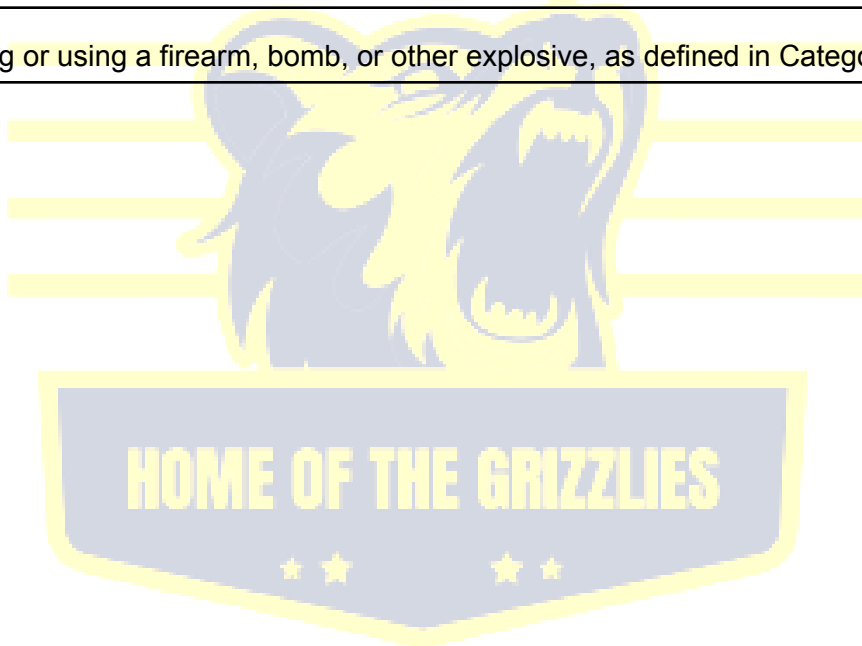 g or using a firearm, bomb, or other explosive, as defined in Catego
HOME OF THE GRIZZLIES